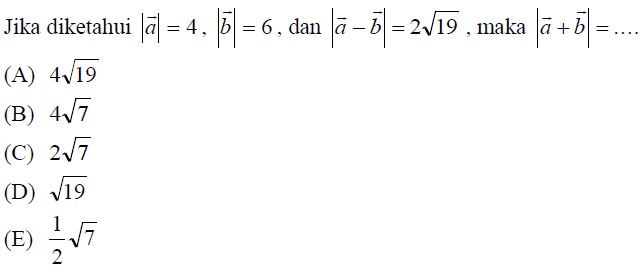 Jika diketahui |a⃗| = 4 , |b⃗| = 6 , dan |a⃗ − b⃗| = 2√19 , maka |a⃗ + b⃗| = ....
(A) 4√19
(B) 4√7
(C) 2√7
(D) √19
(E) 1/2 √7